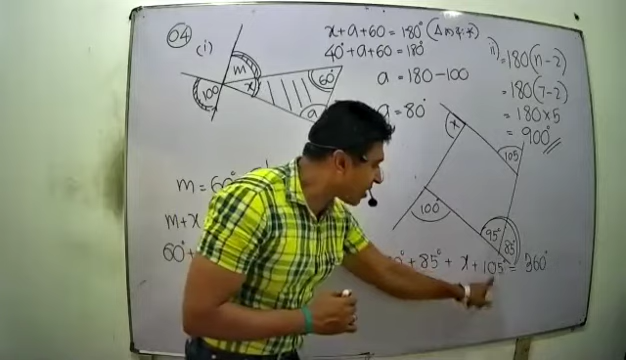 04
(i)
x + a + 60 = 180°
40° + a + 60 = 180°
a = 180 - 100
a = 80°
m
x
60°
100
a
m = 60°
m + x
60° +
ii)
= 180(n - 2)
= 180(7 - 2)
= 180 × 5
= 900°
x
105
100°
95°
85°
+ 85° + x + 105° = 360°